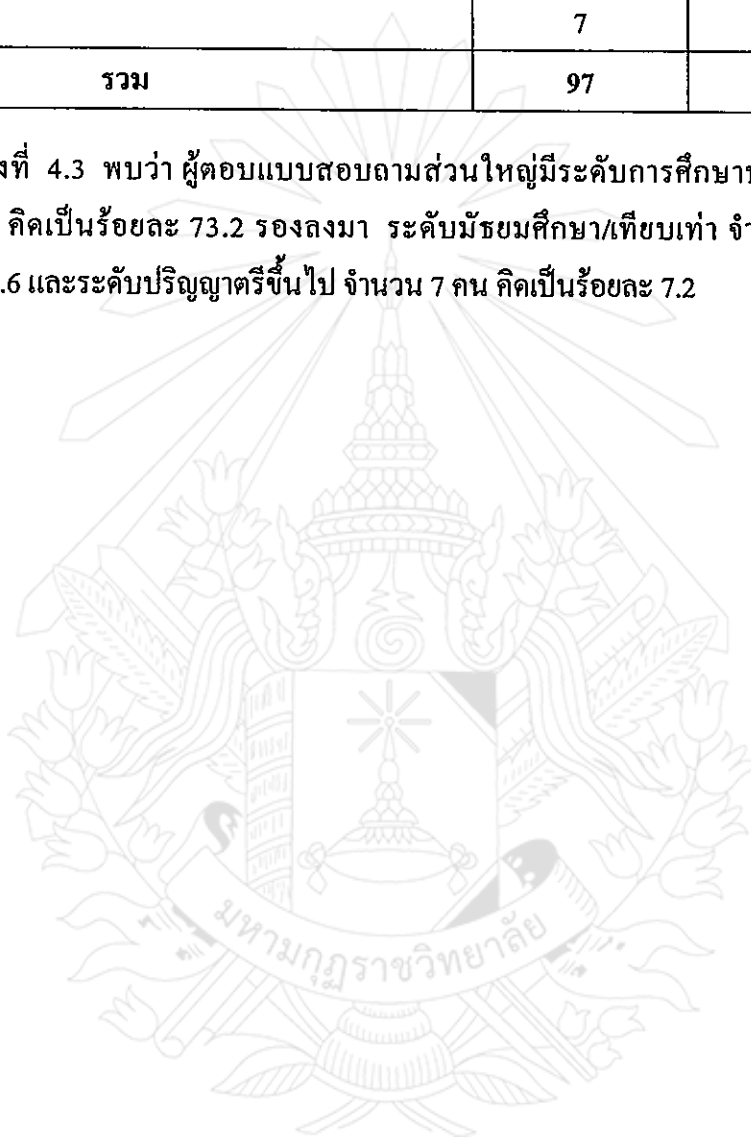 7
รวม 97
งที่ 4.3 พบว่า ผู้ตอบแบบสอบถามส่วนใหญ่มีระดับการศึกษา
คิดเป็นร้อยละ 73.2 รองลงมา ระดับมัธยมศึกษา/เทียบเท่า จำ
.6 และระดับปริญญาตรีขึ้นไป จำนวน 7 คน คิดเป็นร้อยละ 7.2
มหามกุฏราชวิทยาลัย